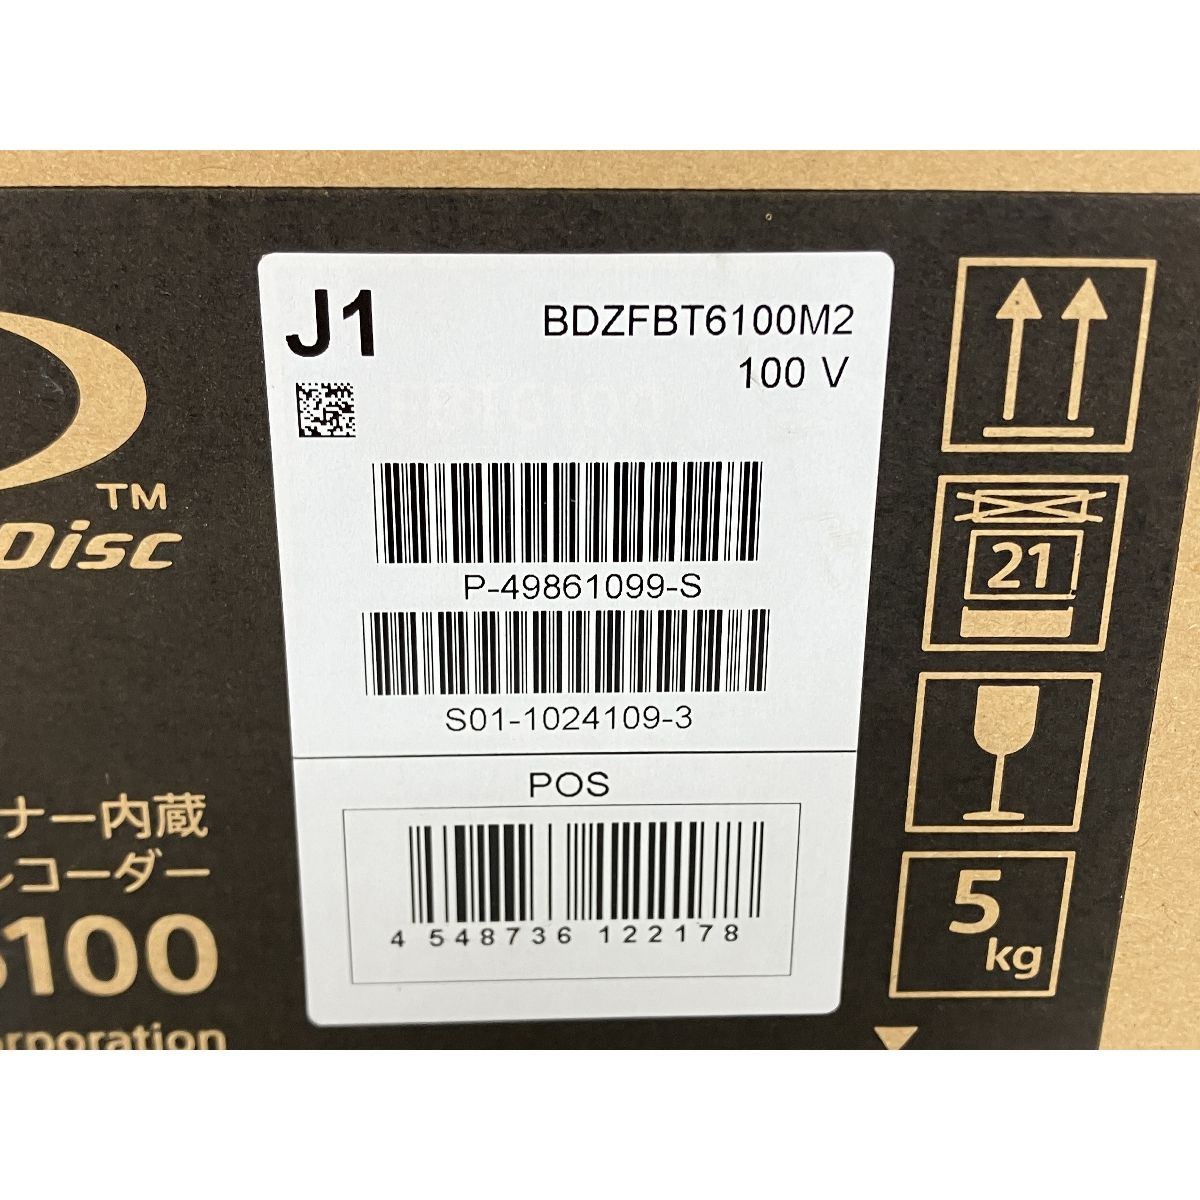 J1
BDZFBT6100M2
100 V
P-49861099-S
S01-1024109-3
POS
4 548736 122178
TM
Disc
ナー内蔵
レコーダー
6100
orporation
21
5
kg